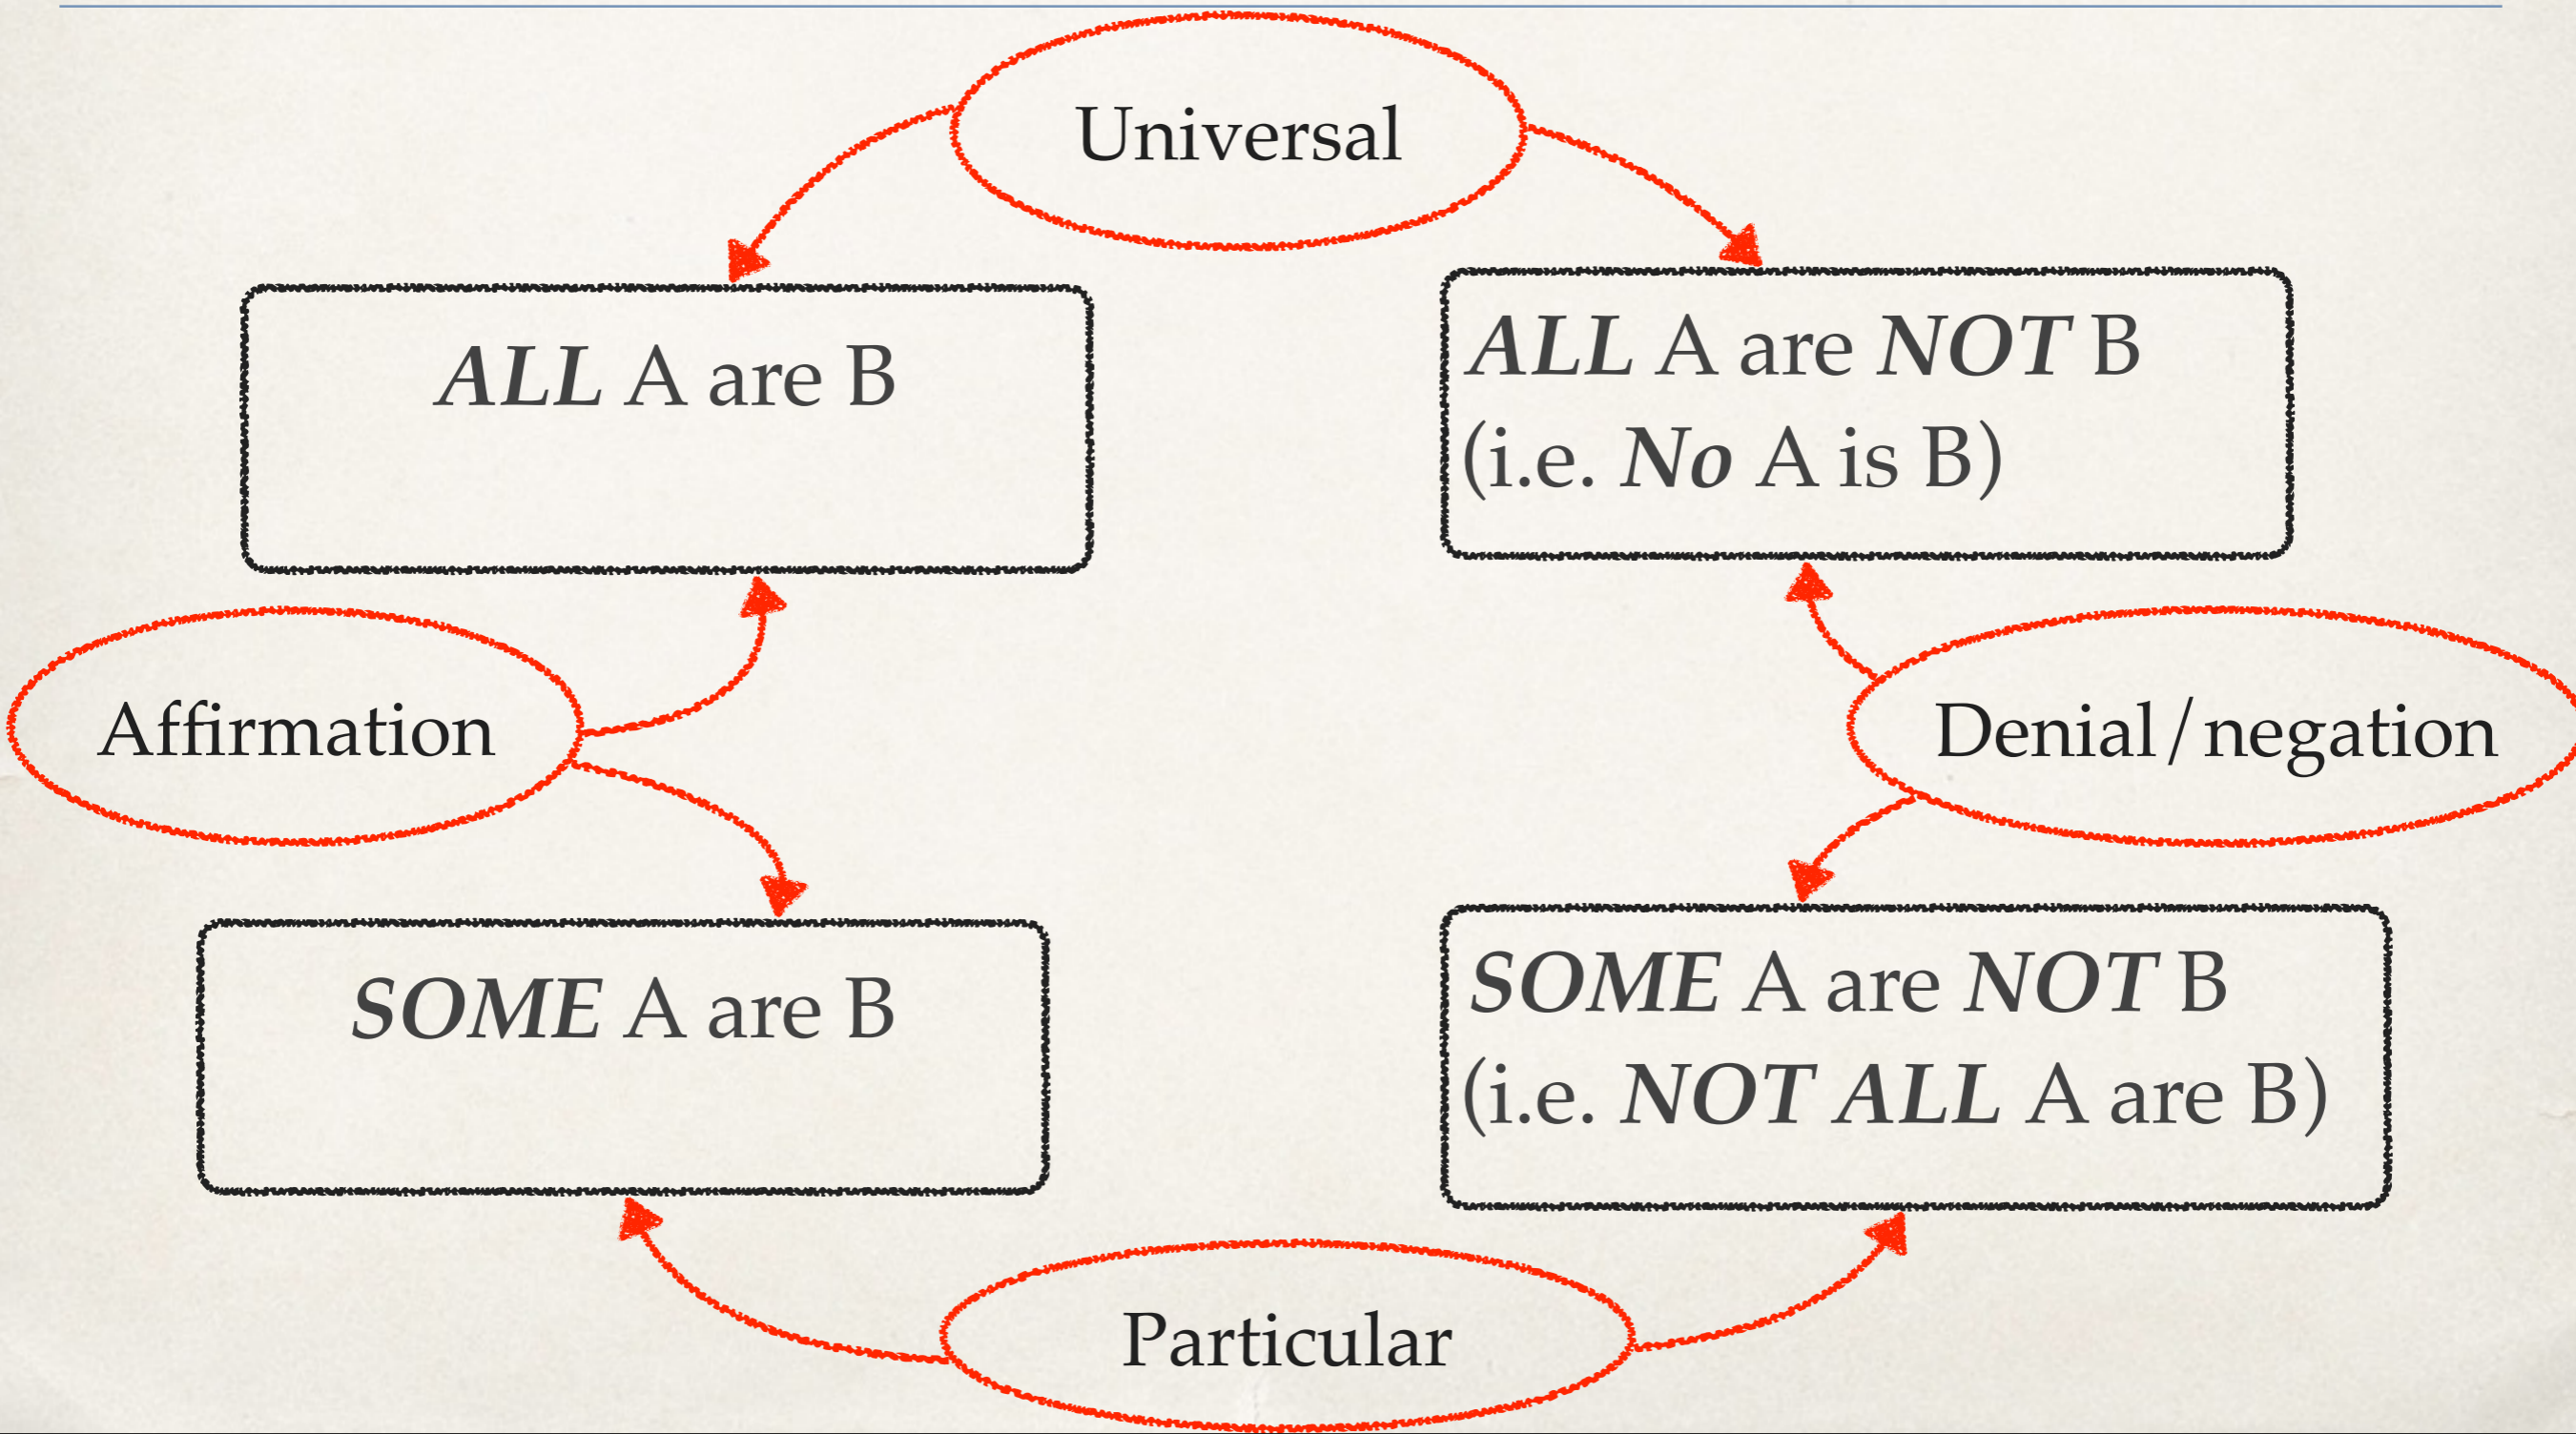 Universal
ALL A are B
ALL A are NOT B
(i.e. No A is B)
Affirmation
Denial/negation
SOME A are B
SOME A are NOT B
(i.e. NOT ALL A are B)
Particular